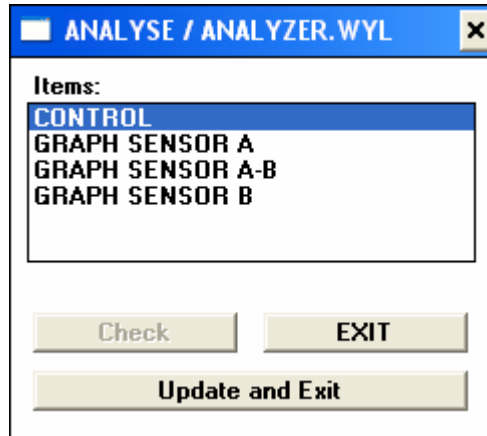 ANALYSE / ANALYZER.WYL
Items:
CONTROL
GRAPH SENSOR A
GRAPH SENSOR A-B
GRAPH SENSOR B
Check
EXIT
Update and Exit